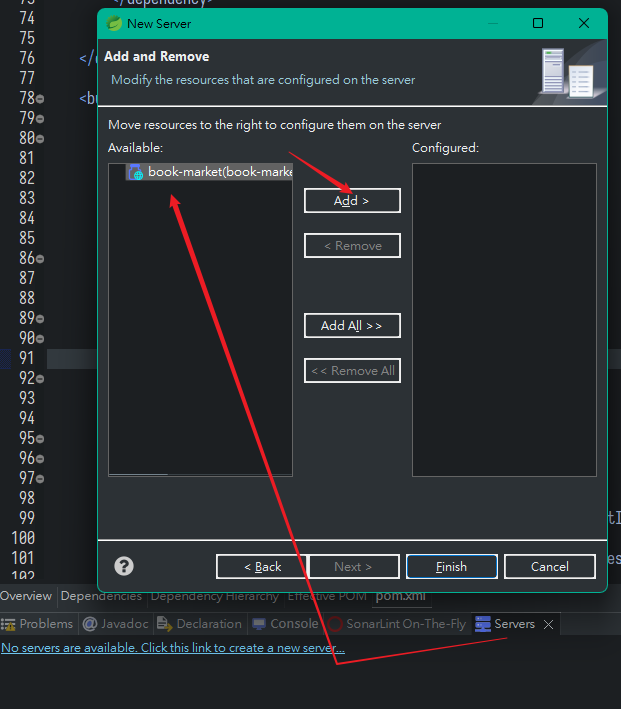 </dependency>
73
74
75
76
77
78
79
80
81
82
83
84
85
86
87
88
89
90
91
92
93
94
95
96
97
98
99
100
101
102
New Server
Add and Remove
Modify the resources that are configured on the server
Move resources to the right to configure them on the server
Available:
Configured:
book-market(book-marke
Add >
< Remove
Add All >>
<< Remove All
< Back
Next >
Finish
Cancel
Overview Dependencies Dependency Hierarchy Effective POM pom.xml
Problems Javadoc Declaration Console SonarLint On-The-Fly Servers
No servers are available. Click this link to create a new server...